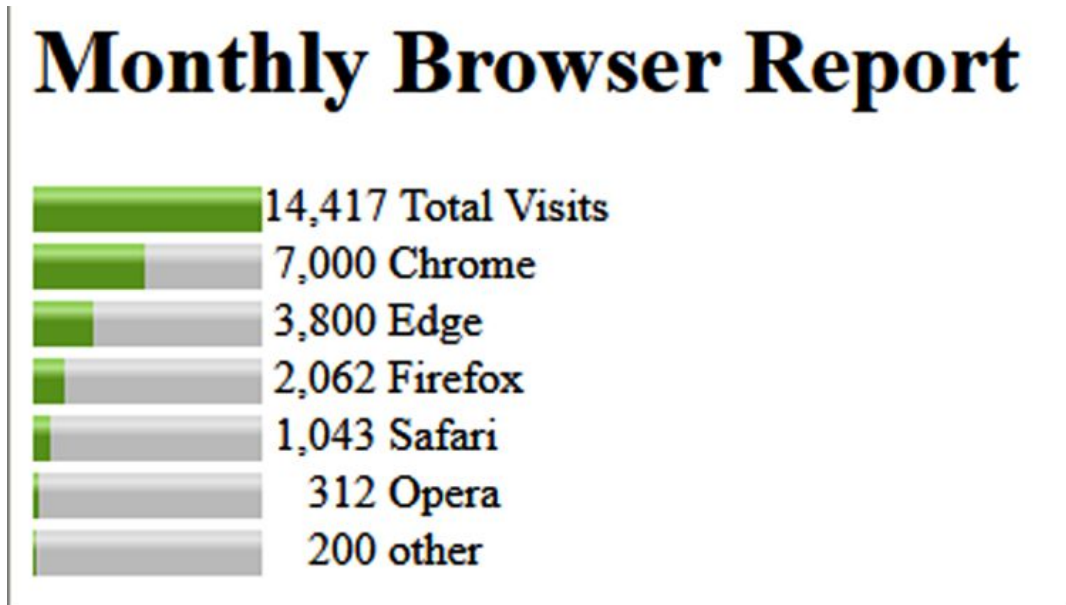 Monthly Browser Report
14,417 Total Visits
7,000 Chrome
3,800 Edge
2,062 Firefox
1,043 Safari
312 Opera
200 other